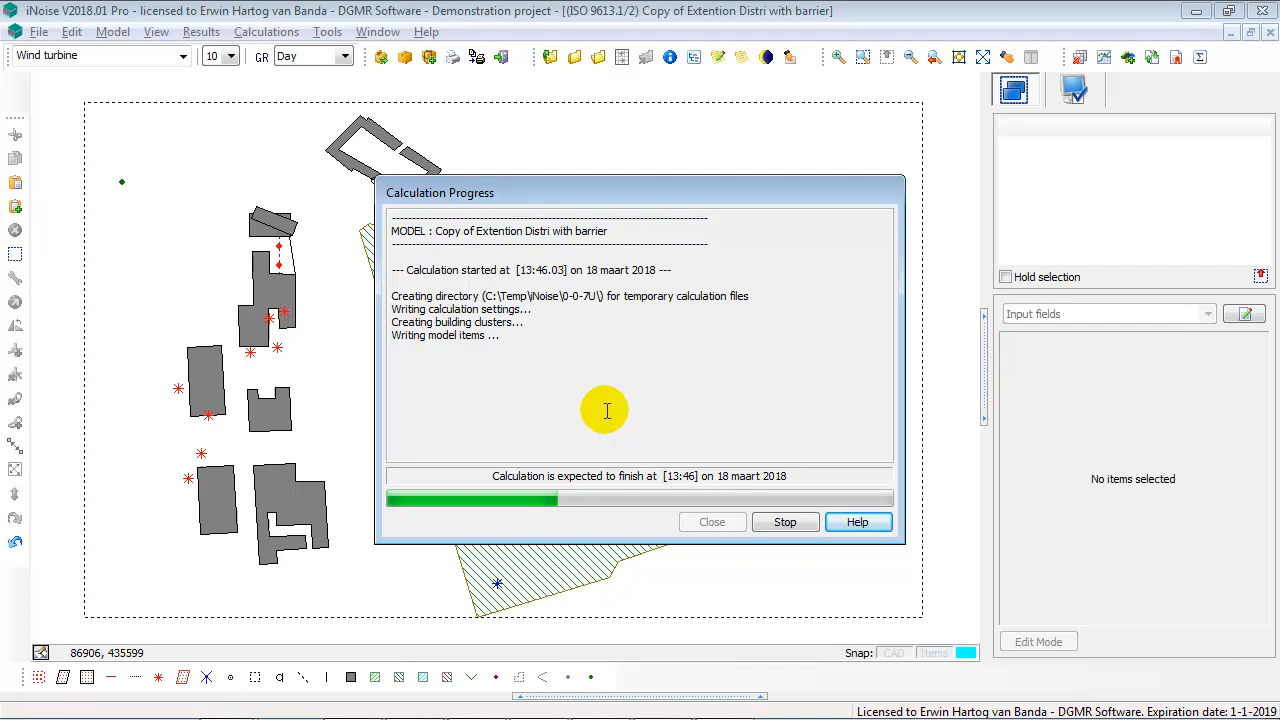 iNoise V2018.01 Pro - licensed to Erwin Hartog van Banda - DGMR Software - Demonstration project - [(ISO 9613.1/2) Copy of Extention Distri with barrier]
File Edit Model View Results Calculations Tools Window Help
Wind turbine 10 GR Day
Calculation Progress
--------------------------------------------------------------------------------
MODEL : Copy of Extention Distri with barrier
--------------------------------------------------------------------------------
--- Calculation started at [13:46.03] on 18 maart 2018 ---
Creating directory (C:\Temp\iNoise\0-0-7U\) for temporary calculation files
Writing calculation settings...
Creating building clusters...
Writing model items ...
Calculation is expected to finish at [13:46] on 18 maart 2018
Close Stop Help
Hold selection
Input fields
No items selected
Edit Mode
86906, 435599
Snap: CAD Items
Licensed to Erwin Hartog van Banda - DGMR Software. Expiration date: 1-1-2019